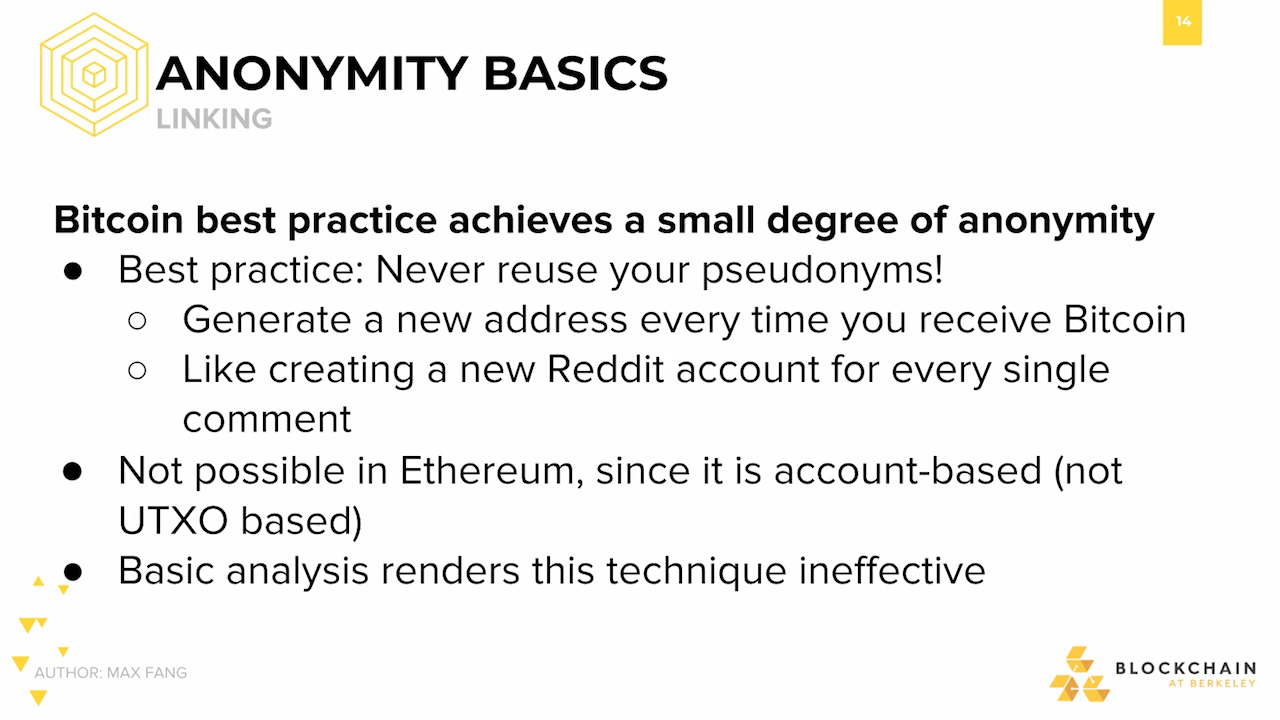 14
ANONYMITY BASICS
LINKING
Bitcoin best practice achieves a small degree of anonymity
● Best practice: Never reuse your pseudonyms!
○ Generate a new address every time you receive Bitcoin
○ Like creating a new Reddit account for every single
comment
● Not possible in Ethereum, since it is account-based (not
UTXO based)
● Basic analysis renders this technique ineffective
AUTHOR: MAX FANG
BLOCKCHAIN
AT BERKELEY